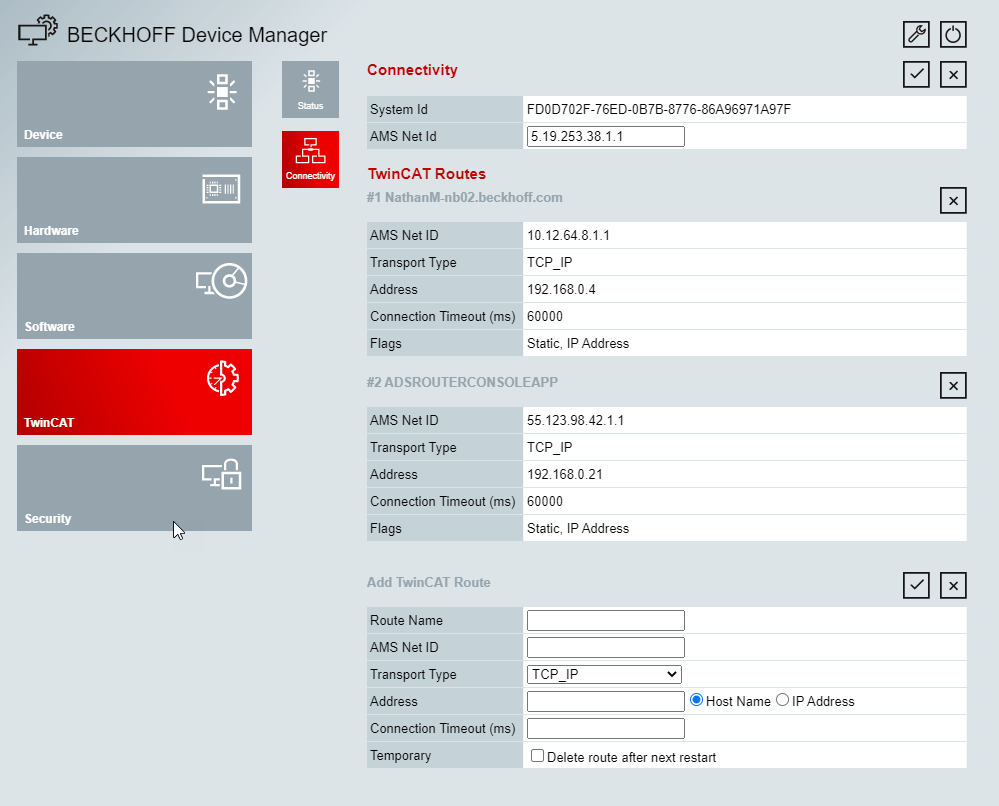 BECKHOFF Device Manager
Device
Hardware
Software
TwinCAT
Security
Status
Connectivity
Connectivity
System Id FD0D702F-76ED-0B7B-8776-86A96971A97F
AMS Net Id 5.19.253.38.1.1
TwinCAT Routes
#1 NathanM-nb02.beckhoff.com
AMS Net ID 10.12.64.8.1.1
Transport Type TCP_IP
Address 192.168.0.4
Connection Timeout (ms) 60000
Flags Static, IP Address
#2 ADSROUTERCONSOLEAPP
AMS Net ID 55.123.98.42.1.1
Transport Type TCP_IP
Address 192.168.0.21
Connection Timeout (ms) 60000
Flags Static, IP Address
Add TwinCAT Route
Route Name
AMS Net ID
Transport Type TCP_IP
Address Host Name IP Address
Connection Timeout (ms)
Temporary Delete route after next restart